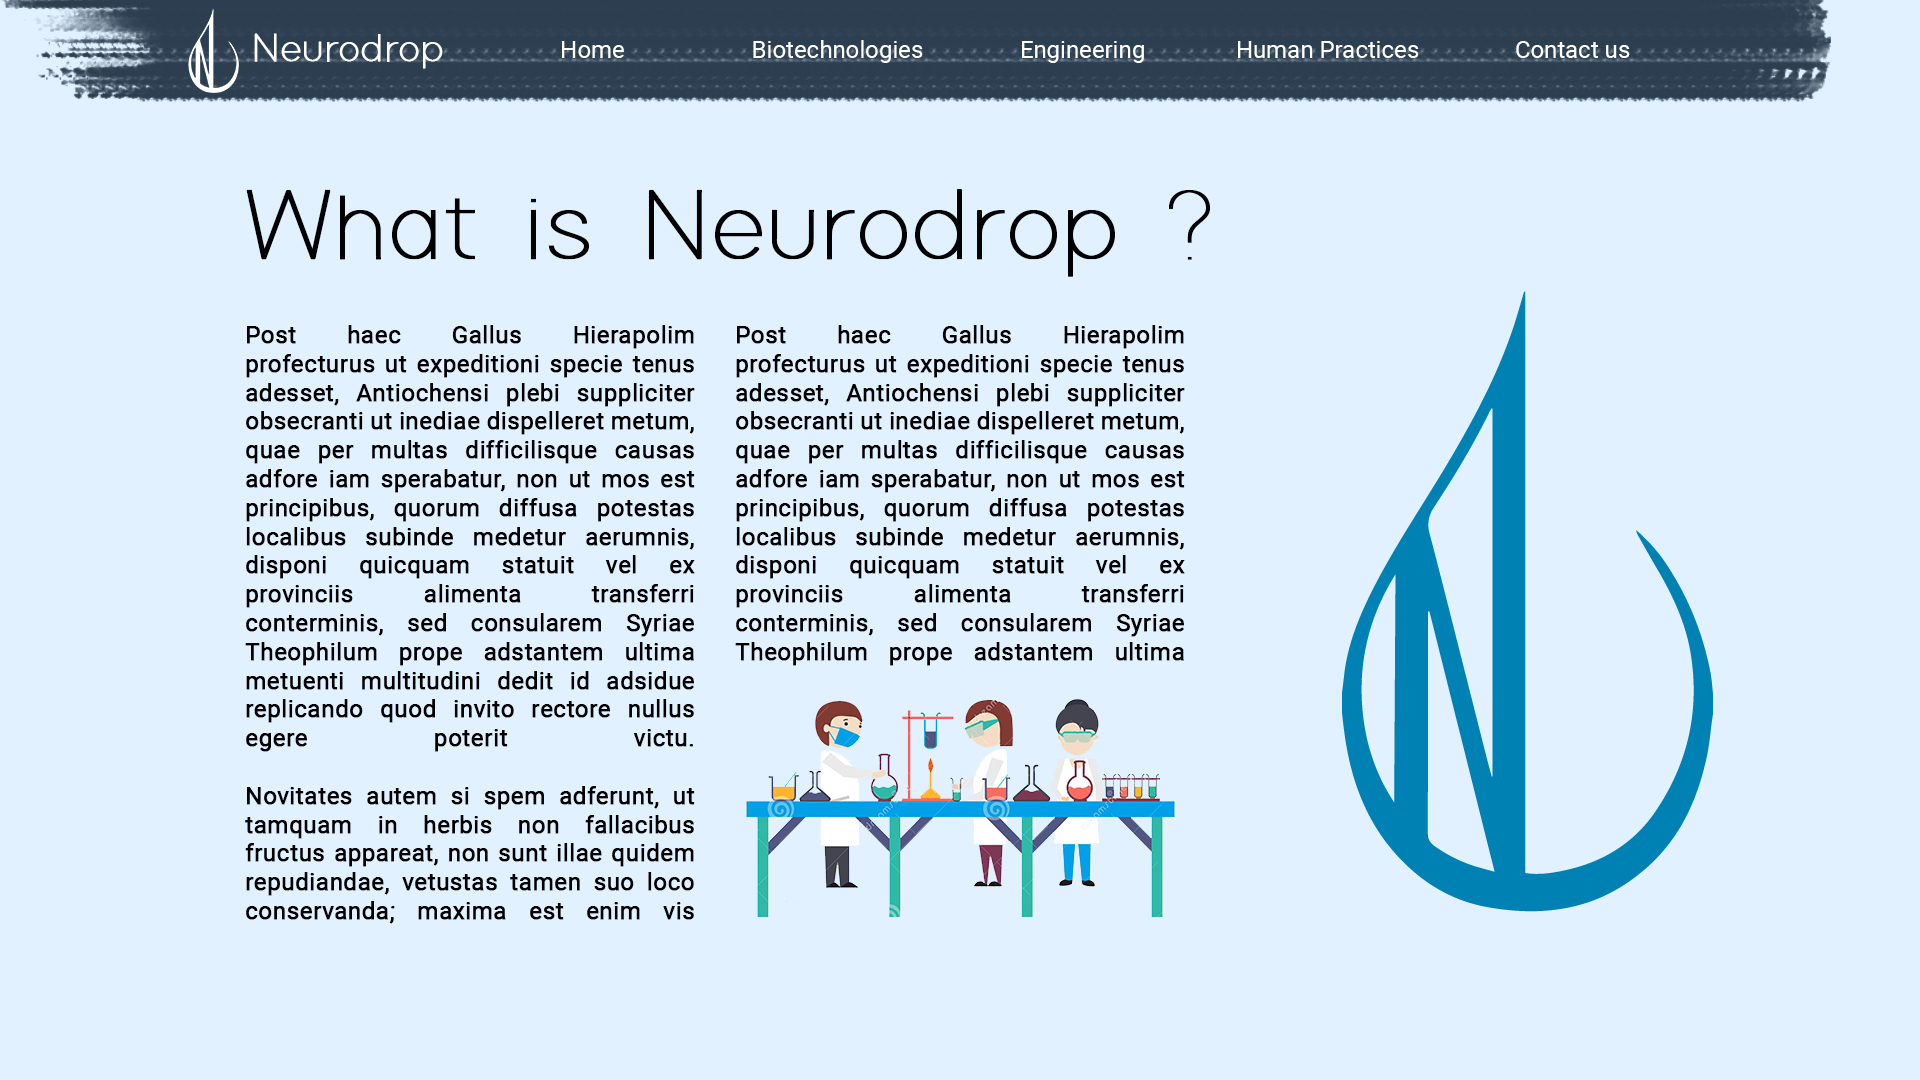 Neurodrop
Home
Biotechnologies
Engineering
Human Practices
Contact us
What is Neurodrop ?
Post haec Gallus Hierapolim
profecturus ut expeditioni specie tenus
adesset, Antiochensi plebi suppliciter
obsecranti ut inediae dispelleret metum,
quae per multas difficilisque causas
adfore iam sperabatur, non ut mos est
principibus, quorum diffusa potestas
localibus subinde medetur aerumnis,
disponi quicquam statuit vel ex
provinciis alimenta transferri
conterminis, sed consularem Syriae
Theophilum prope adstantem ultima
metuenti multitudini dedit id adsidue
replicando quod invito rectore nullus
egere poterit victu.
Novitates autem si spem adferunt, ut
tamquam in herbis non fallacibus
fructus appareat, non sunt illae quidem
repudiandae, vetustas tamen suo loco
conservanda; maxima est enim vis
Post haec Gallus Hierapolim
profecturus ut expeditioni specie tenus
adesset, Antiochensi plebi suppliciter
obsecranti ut inediae dispelleret metum,
quae per multas difficilisque causas
adfore iam sperabatur, non ut mos est
principibus, quorum diffusa potestas
localibus subinde medetur aerumnis,
disponi quicquam statuit vel ex
provinciis alimenta transferri
conterminis, sed consularem Syriae
Theophilum prope adstantem ultima